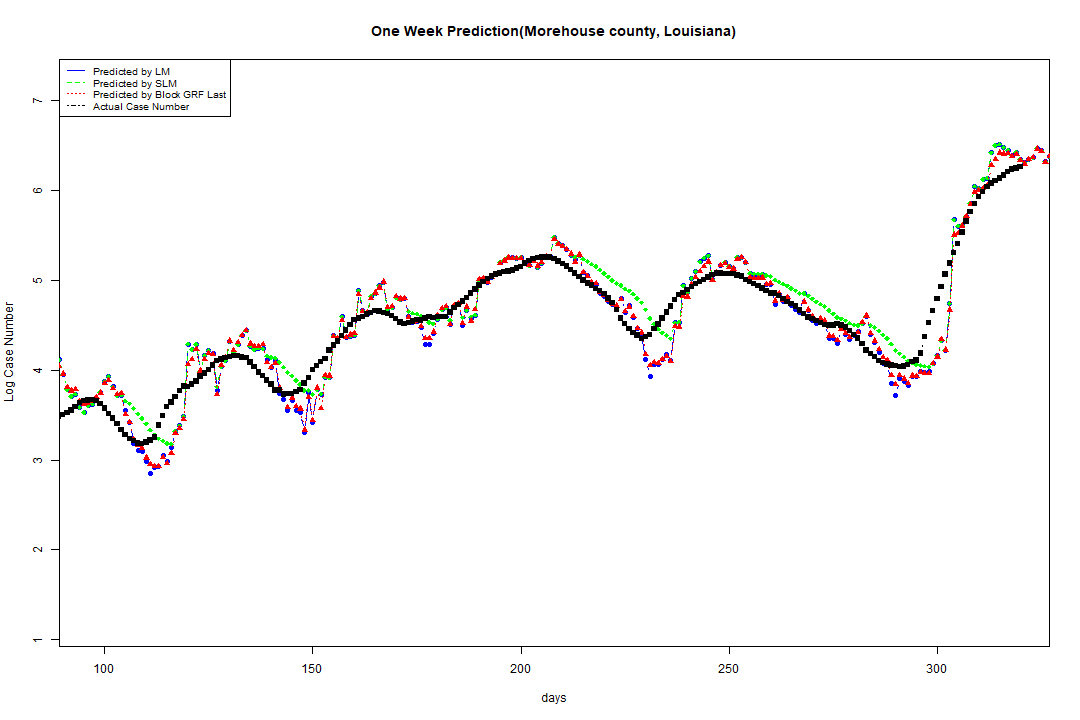 One Week Prediction(Morehouse county, Louisiana)
Predicted by LM
Predicted by SLM
Predicted by Block GRF Last
Actual Case Number
7
6
5
4
3
2
1
Log Case Number
100 150 200 250 300
days